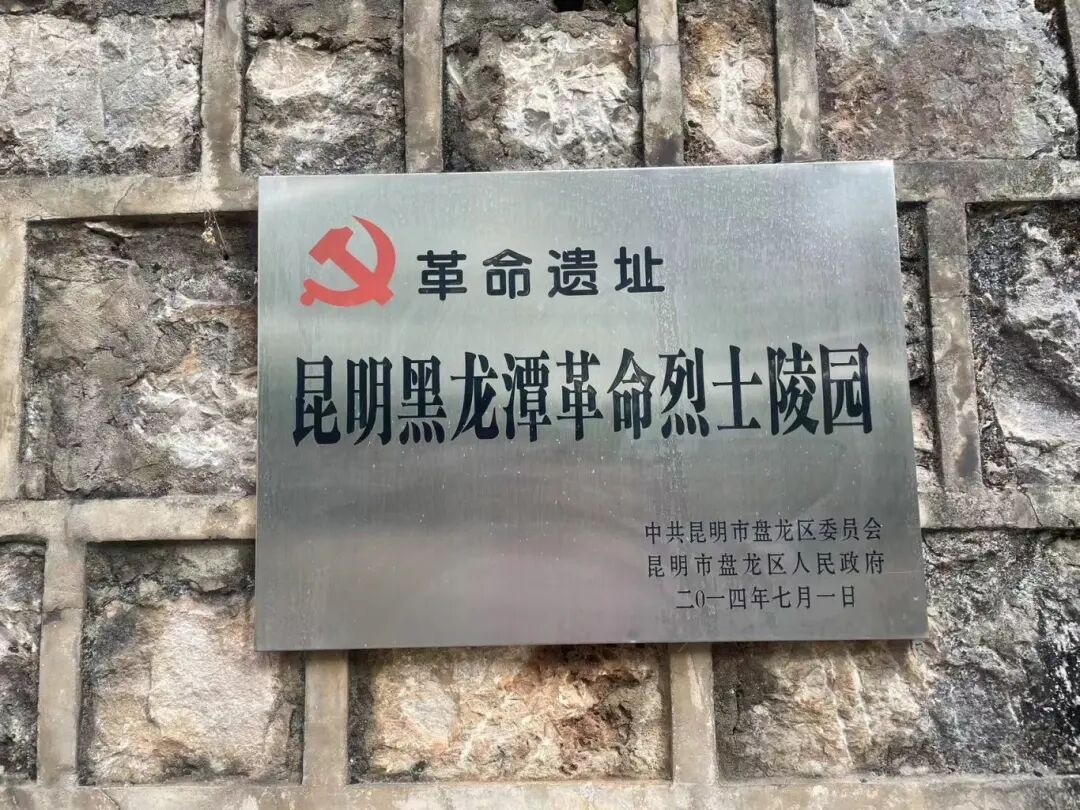 革命遗址
昆明黑龙潭革命烈士陵园
中共昆明市盘龙区委员会
昆明市盘龙区人民政府
二0一四年七月一日